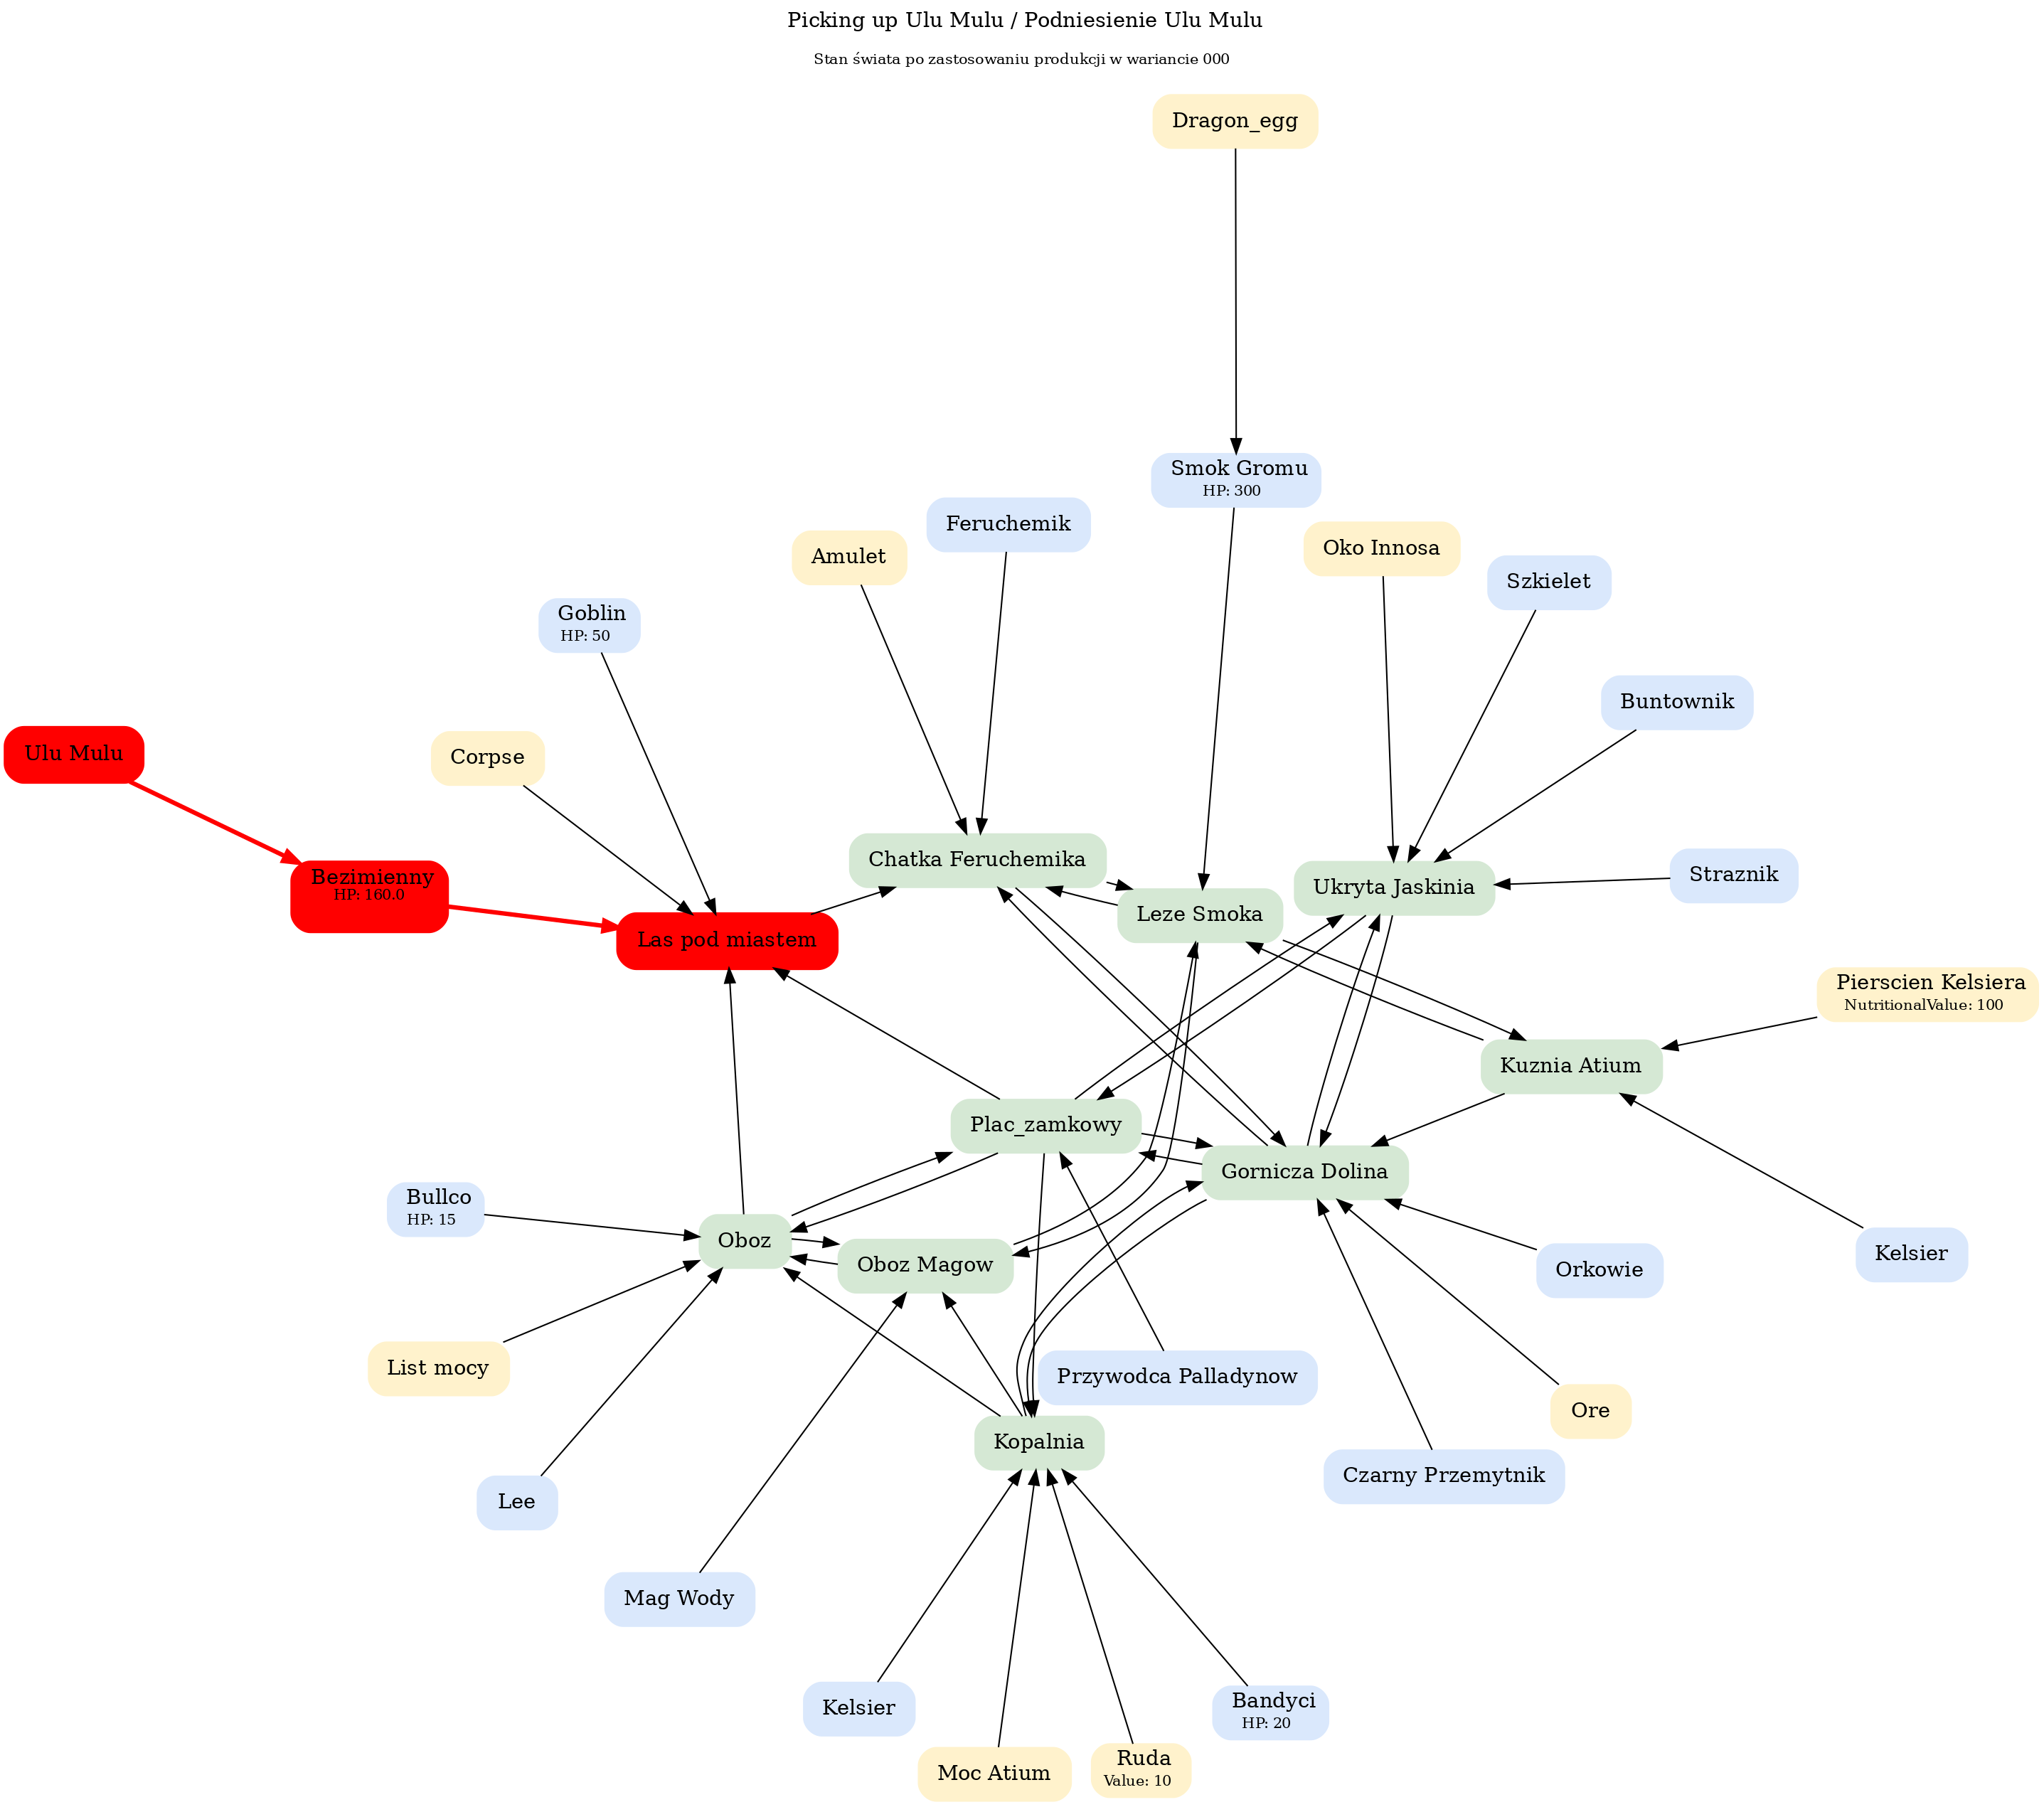 Picking up Ulu Mulu / Podniesienie Ulu Mulu
Stan świata po zastosowaniu produkcji w wariancie 000
Dragon_egg
Smok Gromu
HP: 300
Feruchemik
Amulet
Oko Innosa
Szkielet
Goblin
HP: 50
Buntownik
Ulu Mulu
Corpse
Chatka Feruchemika
Straznik
Bezimienny
HP: 160.0
Ukryta Jaskinia
Leze Smoka
Las pod miastem
Pierscien Kelsiera
NutritionalValue: 100
Kuznia Atium
Plac_zamkowy
Gornicza Dolina
Bullco
HP: 15
Oboz
Oboz Magow
Kelsier
Orkowie
List mocy
Przywodca Palladynow
Ore
Kopalnia
Czarny Przemytnik
Lee
Mag Wody
Kelsier
Bandyci
HP: 20
Moc Atium
Ruda
Value: 10